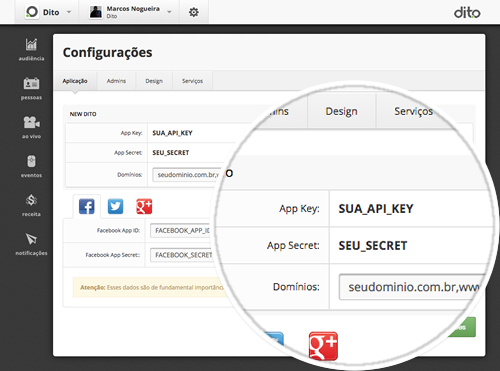 Dito
Marcos Nogueira
Dito
dito
audiência
pessoas
ao vivo
eventos
receita
notificações
Configurações
Aplicação
Admins
Design
Serviços
NEW DITO
App Key:
SUA_API_KEY
App Secret:
SEU_SECRET
Domínios:
seudominio.com.br,w
Facebook App ID:
FACEBOOK_APP_ID
Facebook App Secret:
FACEBOOK_SECRET
Atenção: Esses dados são de fundamental importânc
Design
Serviços
O
App Key:
SUA_API_KEY
App Secret:
SEU_SECRET
Domínios:
seudominio.com.br,ww
g+